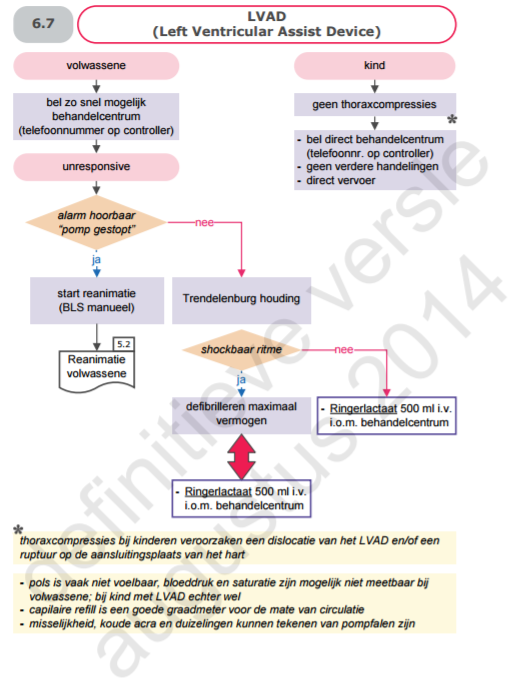 6.7
LVAD
(Left Ventricular Assist Device)
volwassene
bel zo snel mogelijk
behandelcentrum
(telefoonnummer op controller)
unresponsive
alarm hoorbaar
“pomp gestopt”
nee
ja
start reanimatie
(BLS manueel)
5.2
Reanimatie
volwassene
Trendelenburg houding
shockbaar ritme
nee
ja
defibrilleren maximaal
vermogen
- Ringerlactaat 500 ml i.v.
i.o.m. behandelcentrum
- Ringerlactaat 500 ml i.v.
i.o.m. behandelcentrum
kind
geen thoraxcompressies
*
- bel direct behandelcentrum
(telefoonnr. op controller)
- geen verdere handelingen
- direct vervoer
*
thoraxcompressies bij kinderen veroorzaken een dislocatie van het LVAD en/of een
ruptuur op de aansluitingsplaats van het hart
- pols is vaak niet voelbaar, bloeddruk en saturatie zijn mogelijk niet meetbaar bij
volwassene; bij kind met LVAD echter wel
- capilaire refill is een goede graadmeter voor de mate van circulatie
- misselijkheid, koude acra en duizelingen kunnen tekenen van pompfalen zijn
definitieve versie
augustus 2014